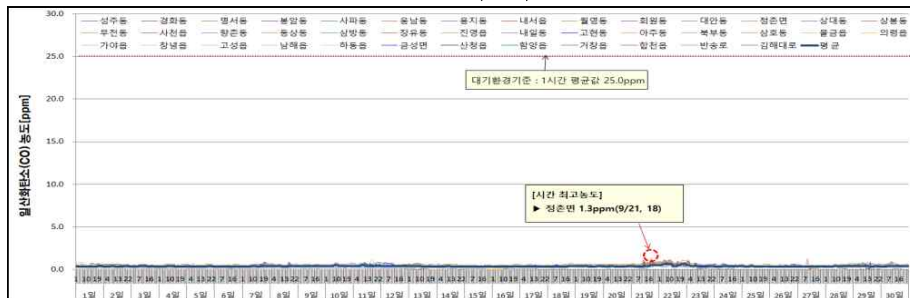 성주동 경화동 명서동 봉암동 사파동 웅남동 용지동 내서읍 월영동 회원동 대안동 정촌면 상대동 상봉동
우전동 사천읍 향촌동 동상동 삼방동 장유동 진영읍 내일동 고현동 아주동 북부동 삼호동 물금읍 의령읍
가야읍 창녕읍 고성읍 남해읍 하동읍 금성면 산청읍 함양읍 거창읍 합천읍 반송로 김해대로 평균
일산화탄소(CO) 농도[ppm]
30.0
25.0
대기환경기준 : 1시간 평균값 25.0ppm
20.0
15.0
10.0
[시간 최고농도]
▶ 정촌면 1.3ppm(9/21, 18)
5.0
0.0
1일 2일 3일 4일 5일 6일 7일 8일 9일 10일 11일 12일 13일 14일 15일 16일 17일 18일 19일 20일 21일 22일 23일 24일 25일 26일 27일 28일 29일 30일